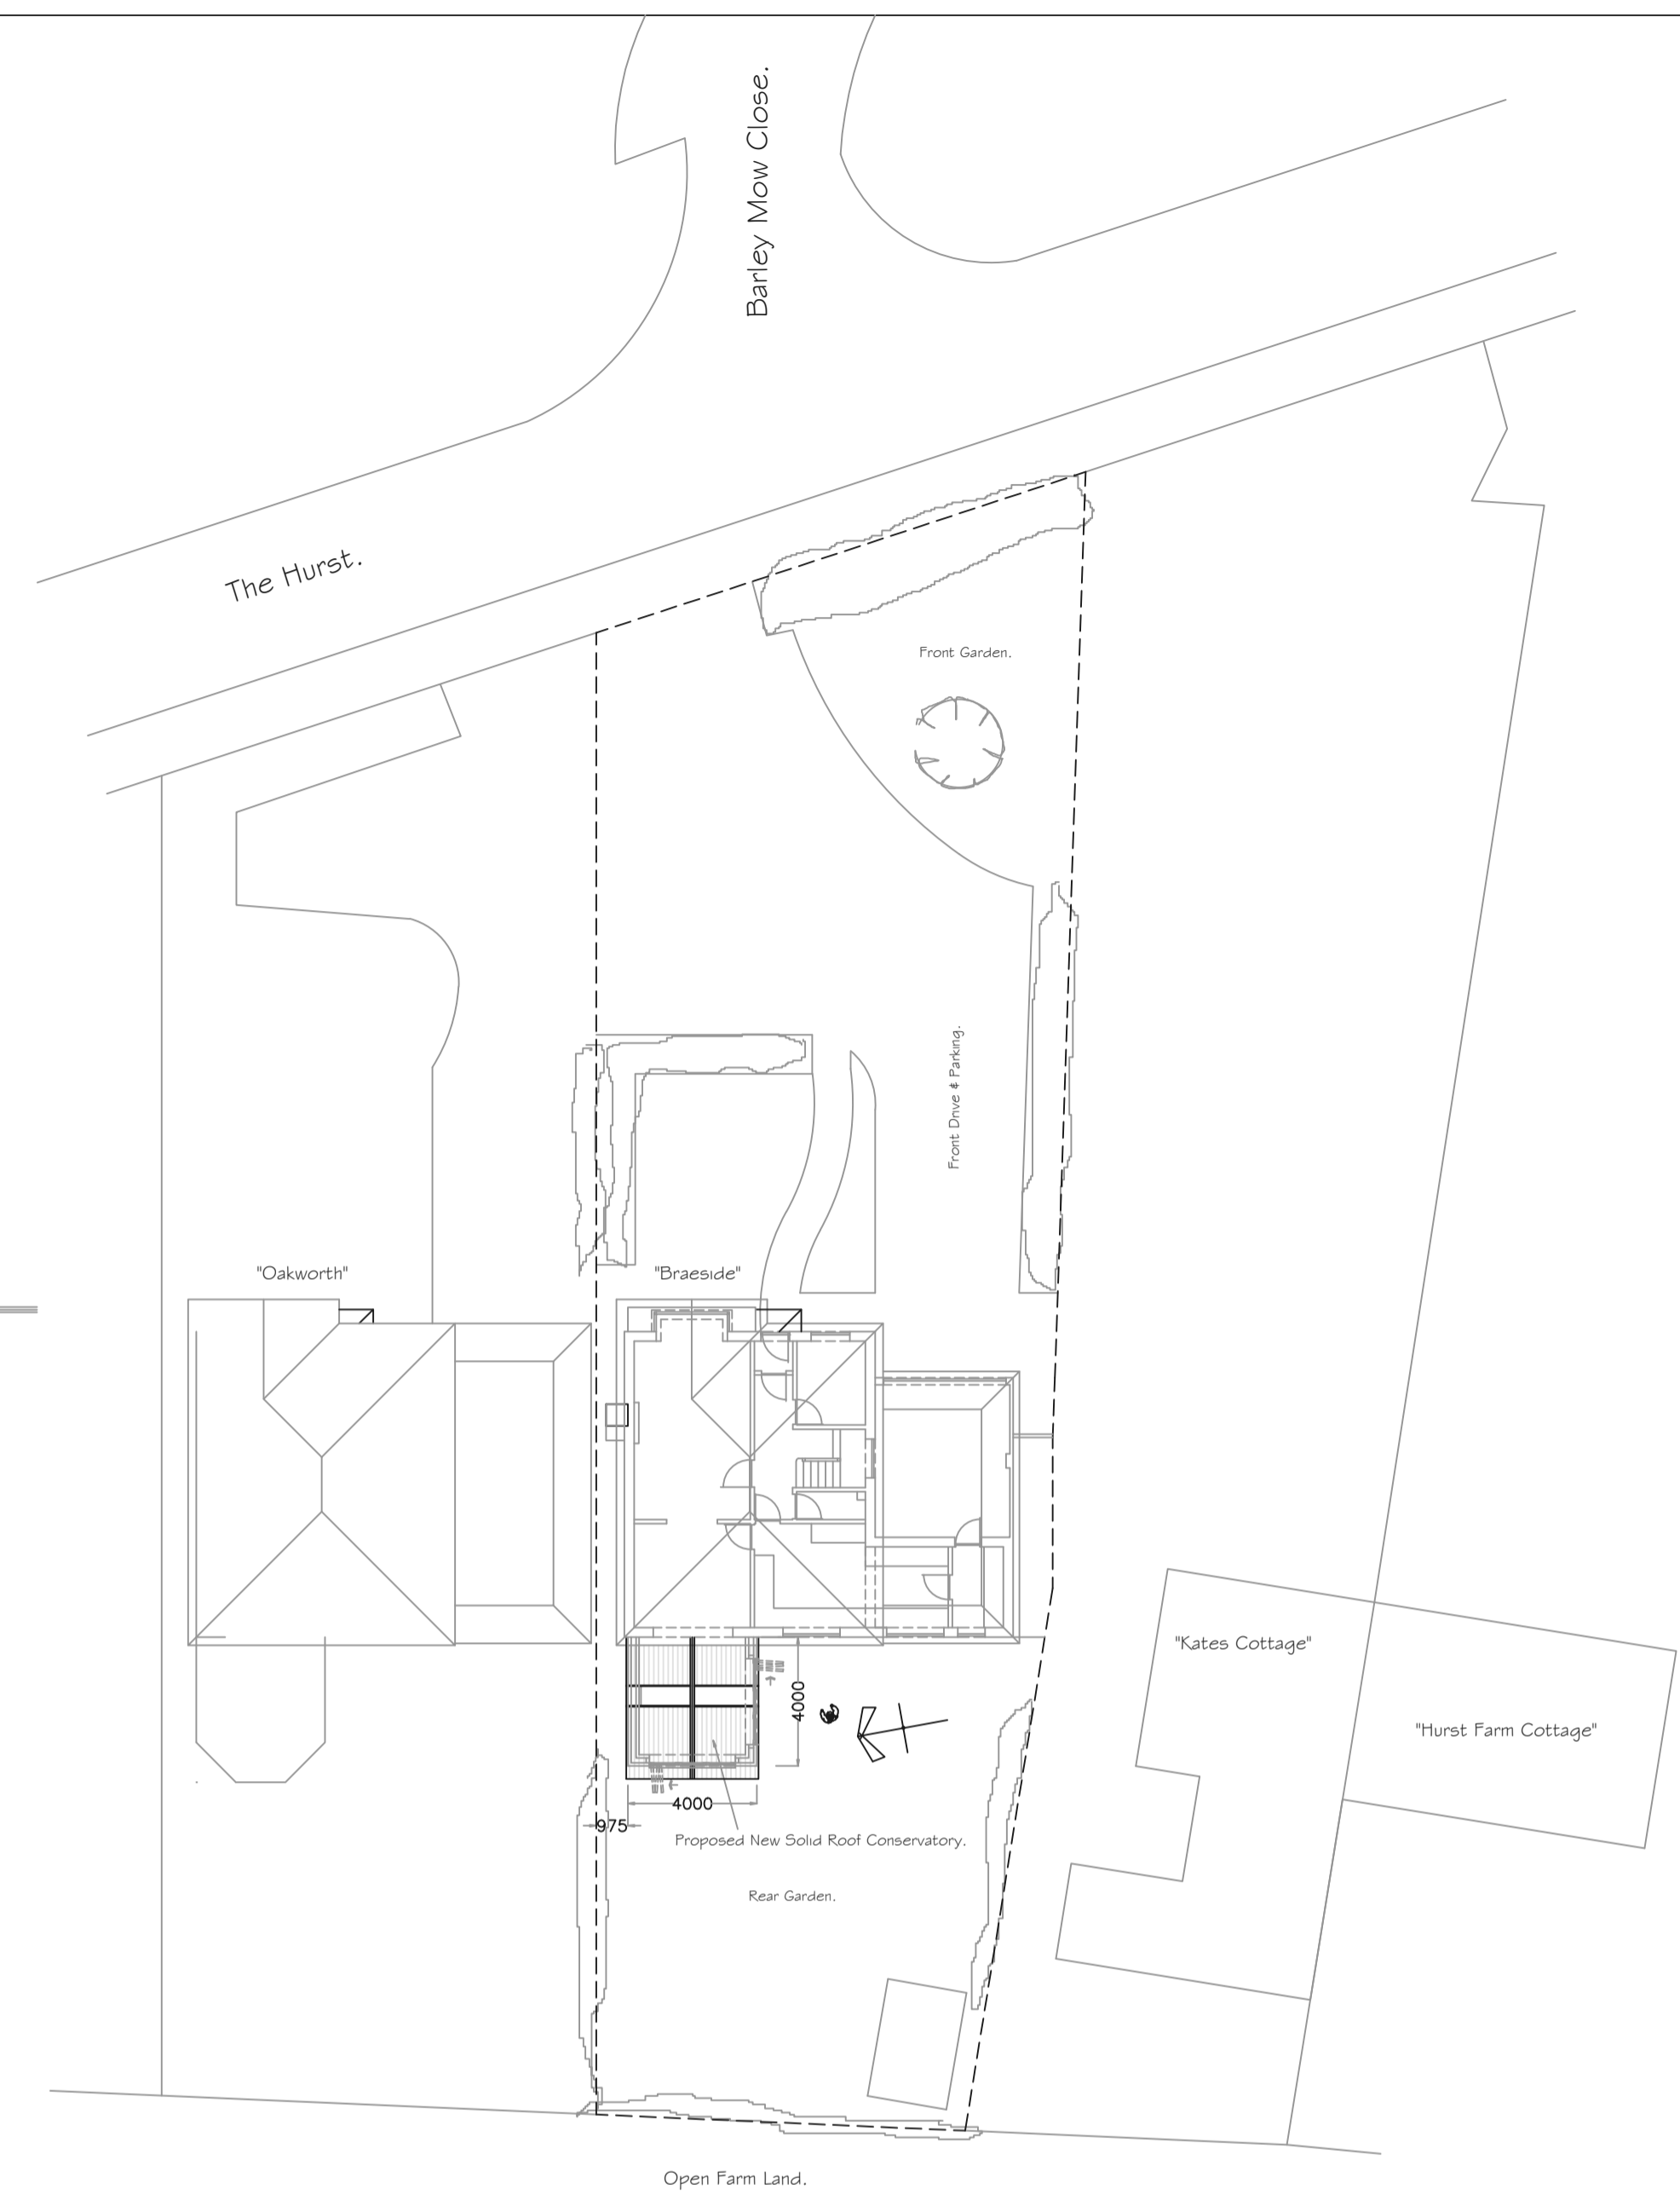 Barley Mow Close.
The Hurst.
Front Garden.
Front Drive & Parking.
"Oakworth"
"Braeside"
"Kates Cottage"
4000
"Hurst Farm Cottage"
4000
975
Proposed New Solid Roof Conservatory.
Rear Garden.
Open Farm Land.